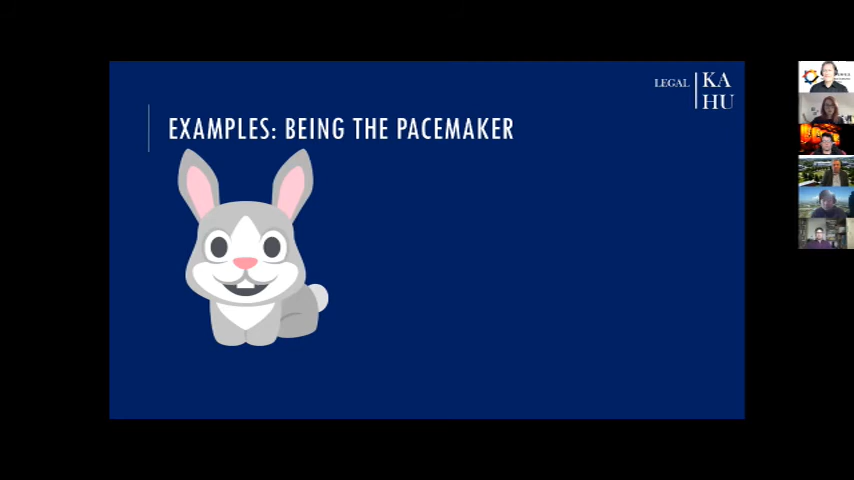 LEGAL
KA
HU
EXAMPLES: BEING THE PACEMAKER